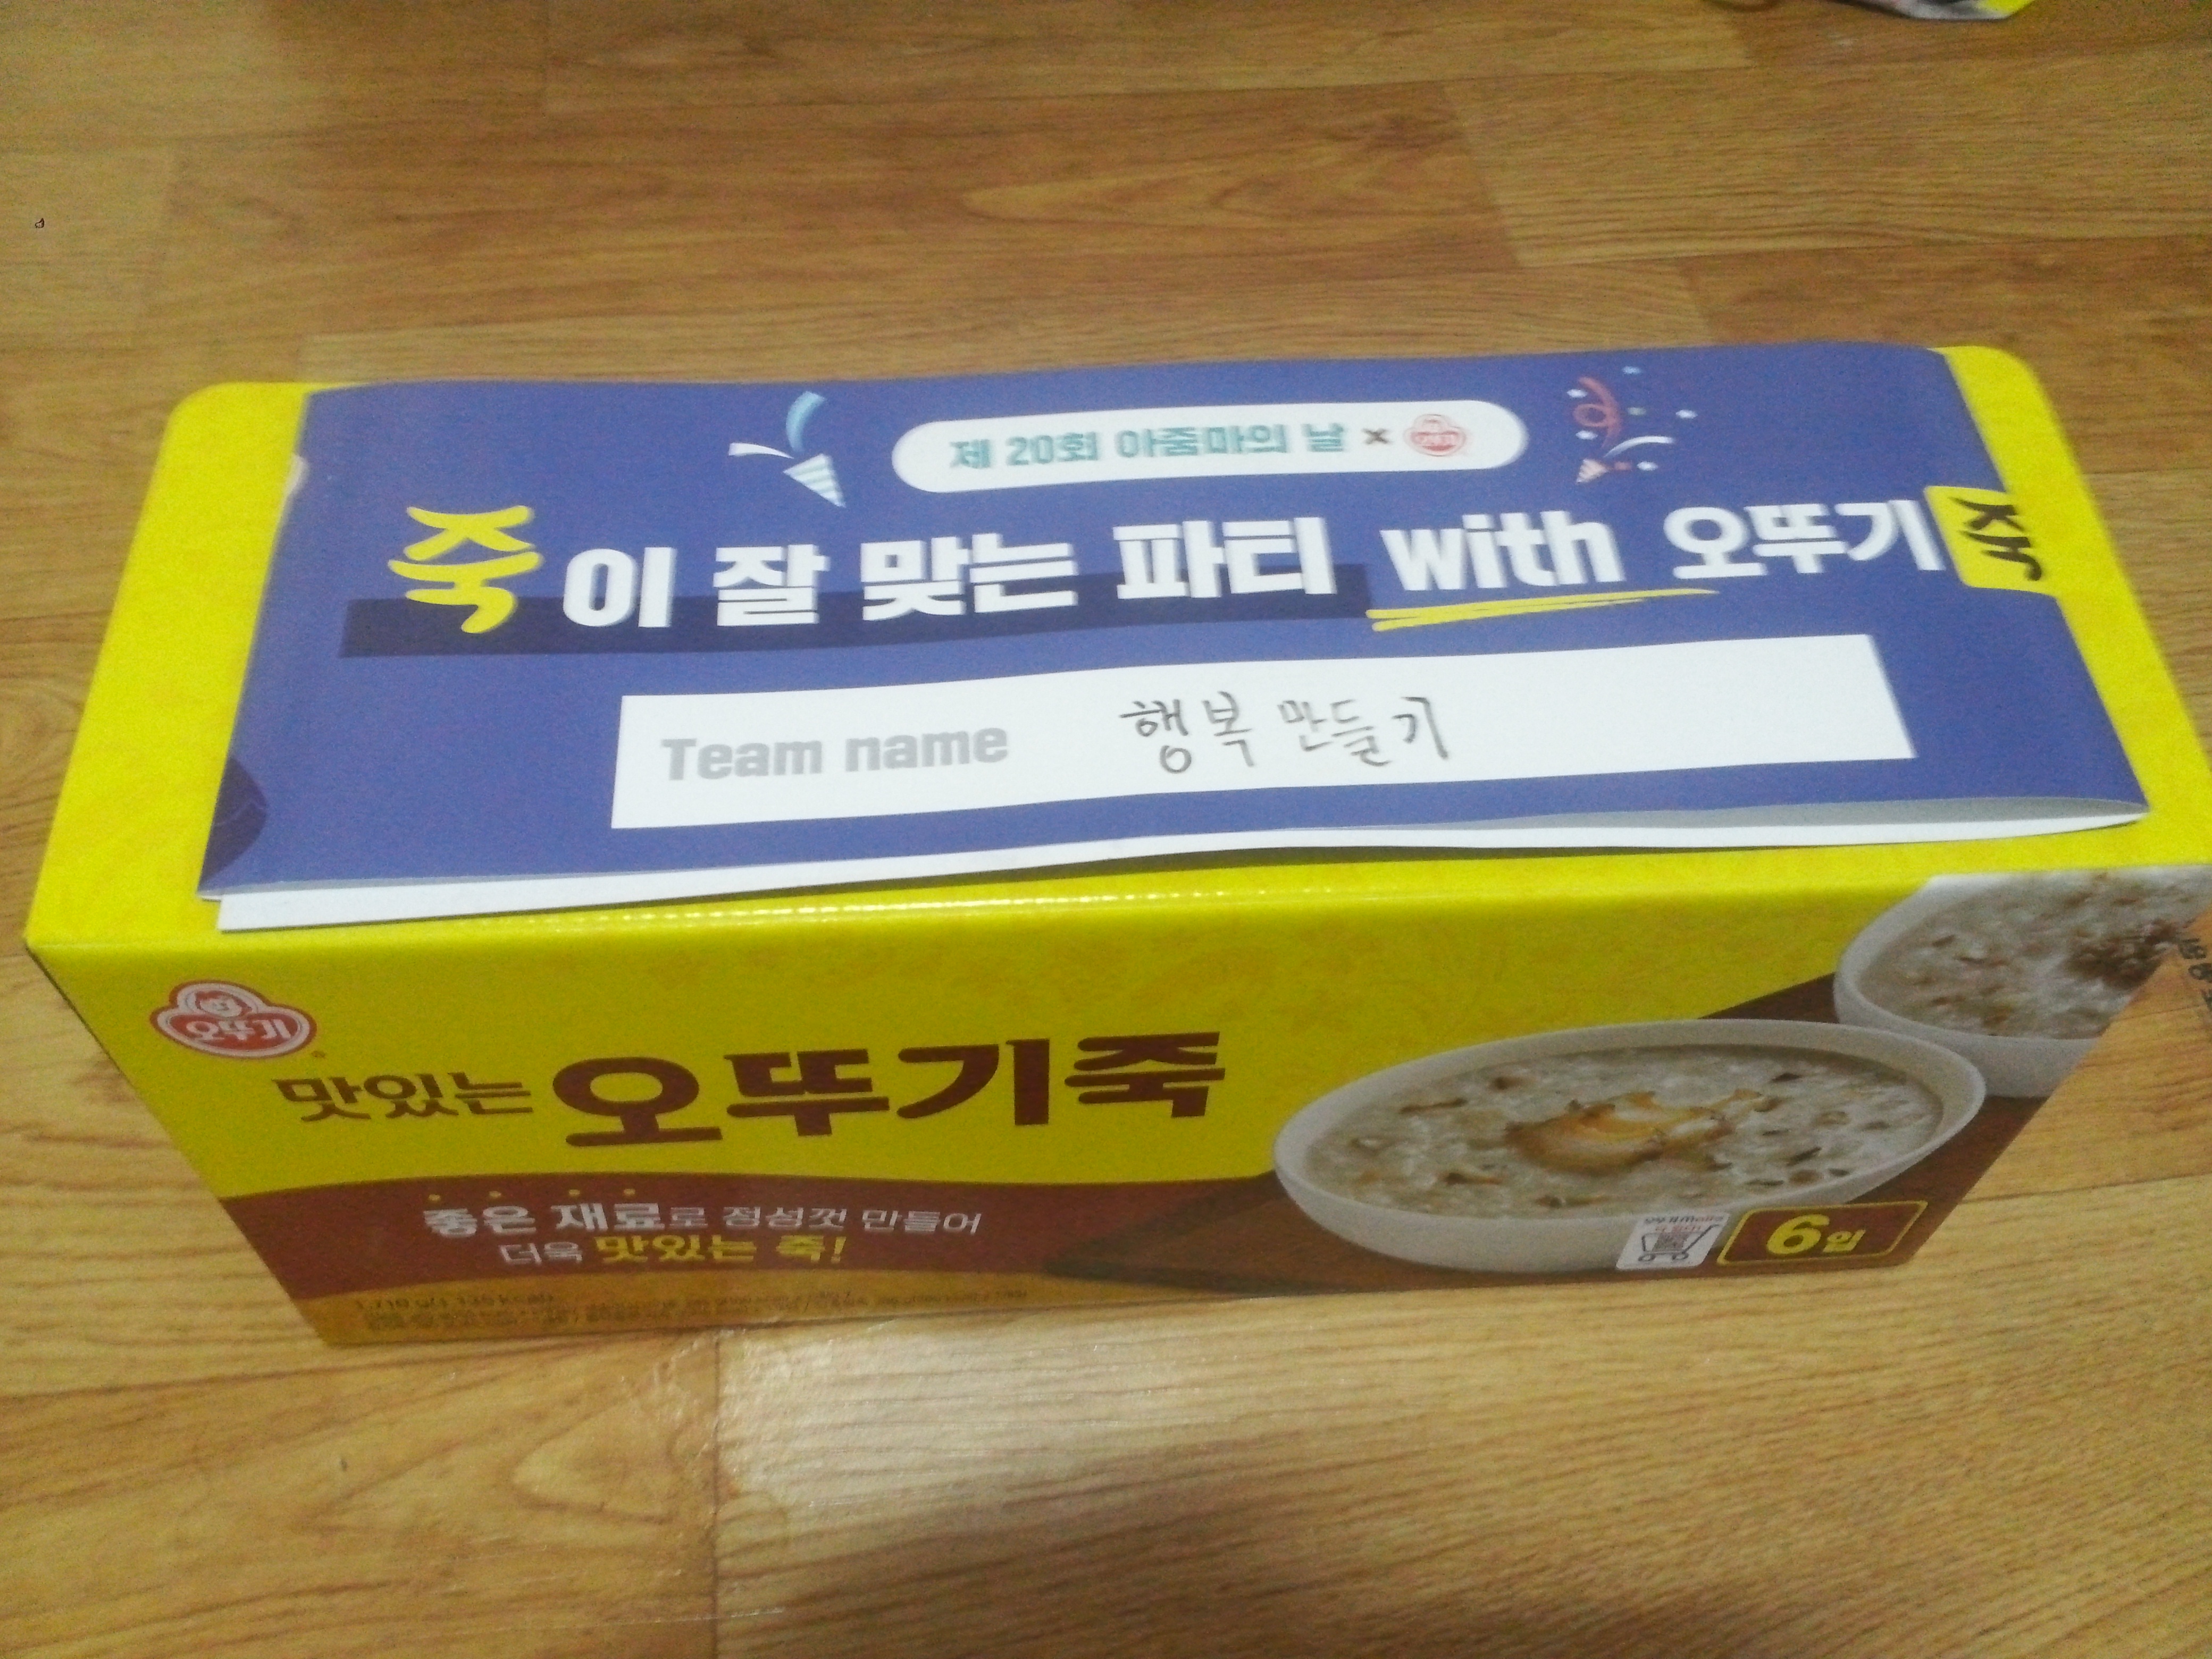 제 20회 아줌마의 날 × 오뚜기
죽이 잘 맞는 파티 with 오뚜기죽
Team name 행복 만들기
오뚜기
맛있는 오뚜기죽
좋은 재료로 정성껏 만들어
더욱 맛있는 죽!
6입